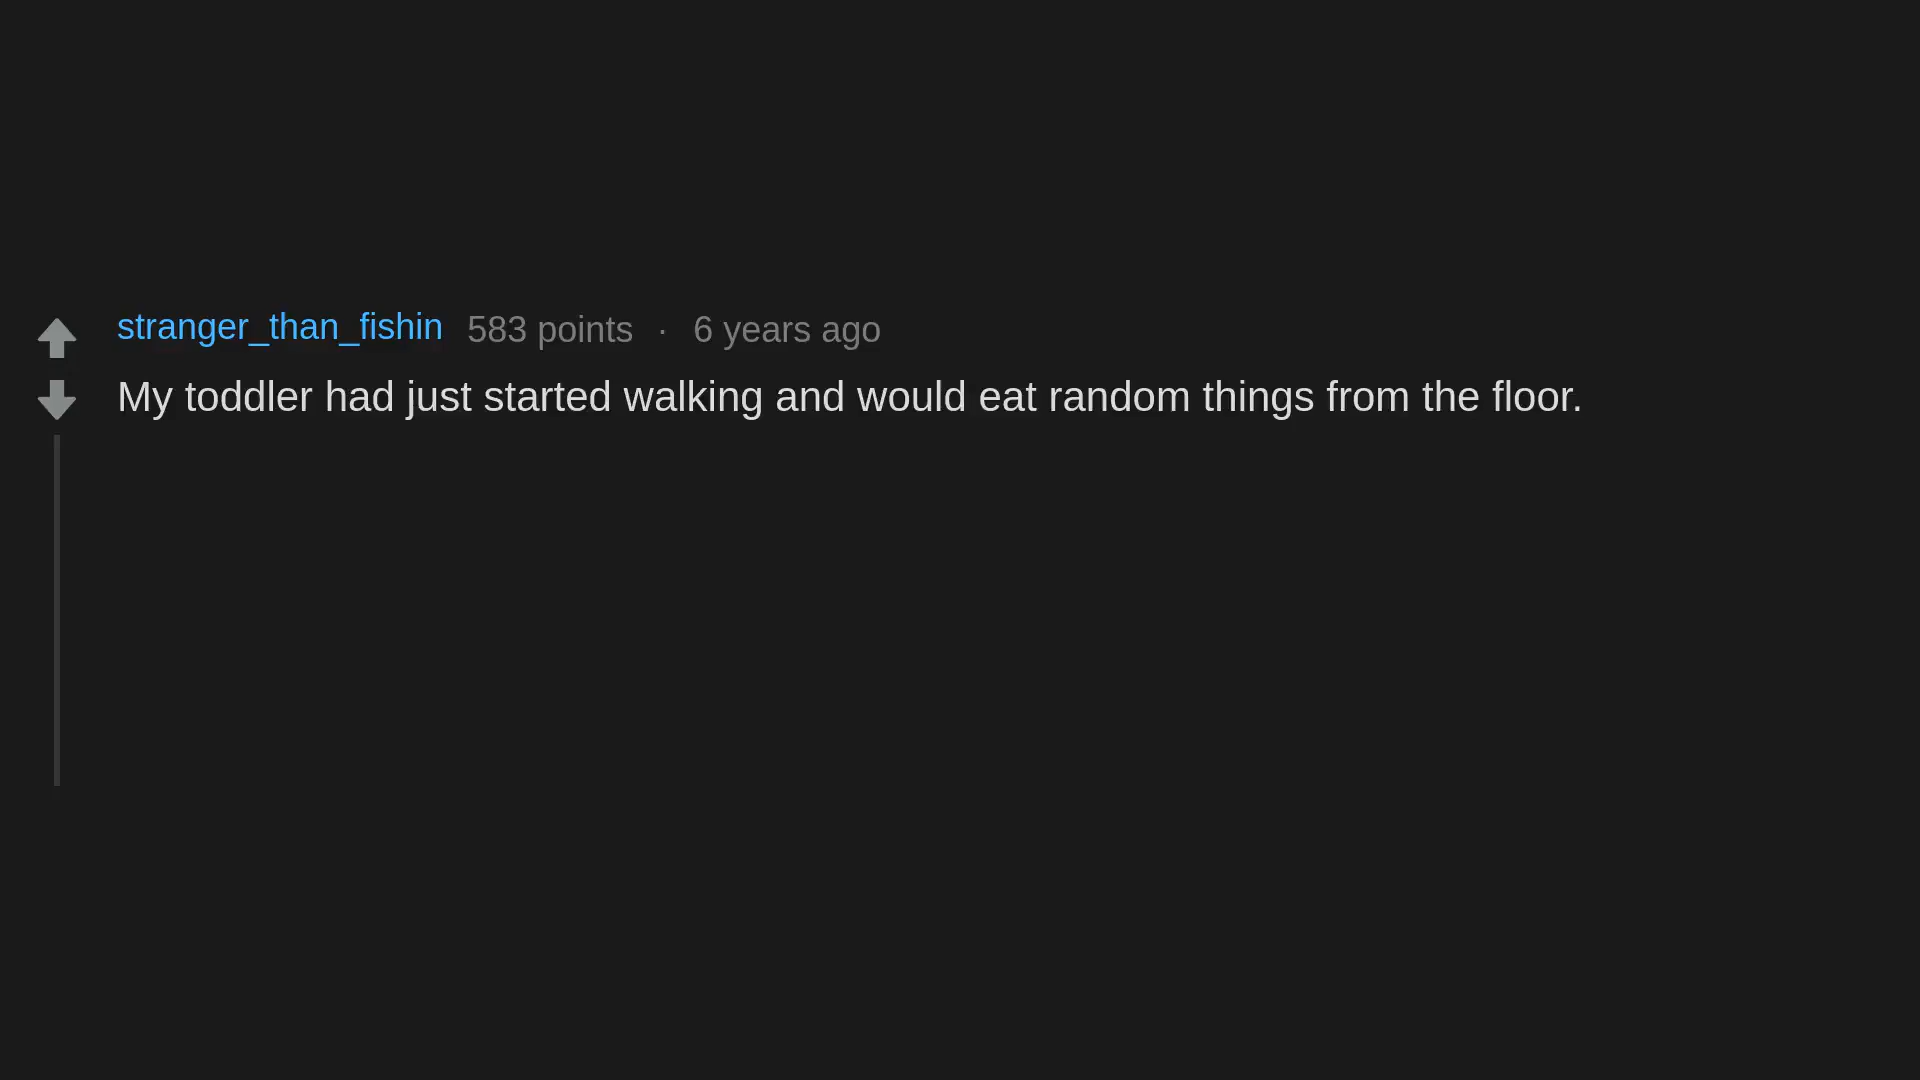 stranger_than_fishin 583 points · 6 years ago
My toddler had just started walking and would eat random things from the floor.